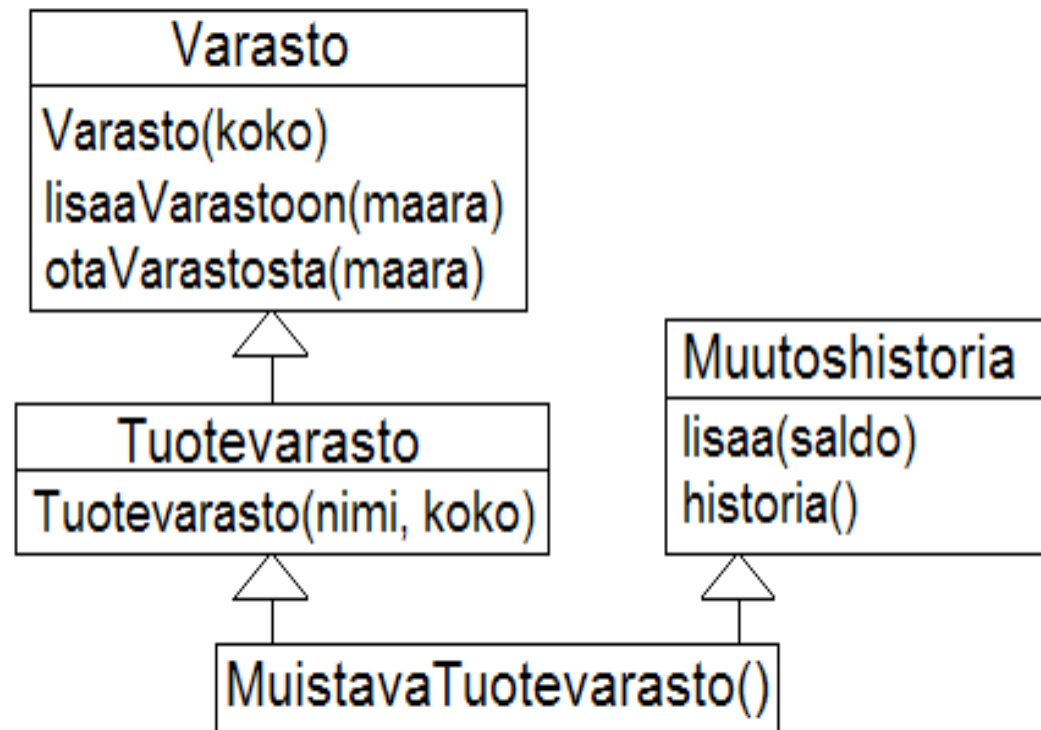 Varasto
Varasto(koko)
lisaaVarastoon(maara)
otaVarastosta(maara)
Tuotevarasto
Tuotevarasto(nimi, koko)
Muutoshistoria
lisaa(saldo)
historia()
MuistavaTuotevarasto()